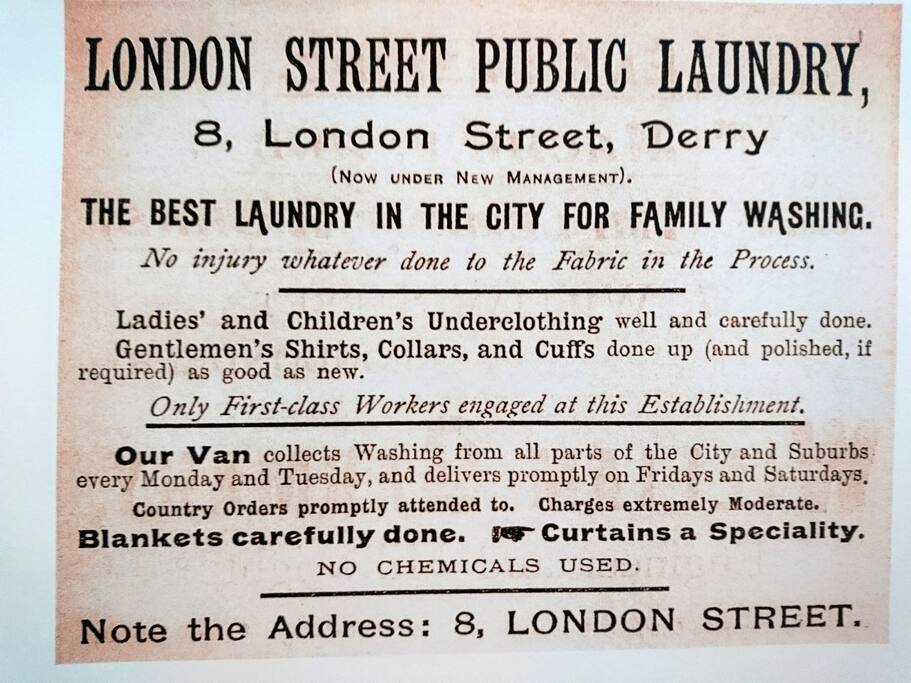 LONDON STREET PUBLIC LAUNDRY,
8, London Street, Derry
(NOW UNDER NEW MANAGEMENT).
THE BEST LAUNDRY IN THE CITY FOR FAMILY WASHING.
No injury whatever done to the Fabric in the Process.
Ladies' and Children's Underclothing well and carefully done.
Gentlemen's Shirts, Collars, and Cuffs done up (and polished, if
required) as good as new.
Only First-class Workers engaged at this Establishment.
Our Van collects Washing from all parts of the City and Suburbs
every Monday and Tuesday, and delivers promptly on Fridays and Saturdays.
Country Orders promptly attended to. Charges extremely Moderate.
Blankets carefully done. ☛ Curtains a Speciality.
NO CHEMICALS USED.
Note the Address: 8, LONDON STREET.